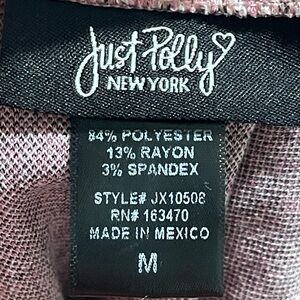 Just Polly
NEW YORK
84% POLYESTER
13% RAYON
3% SPANDEX
STYLE# JX10508
RN# 163470
MADE IN MEXICO
M